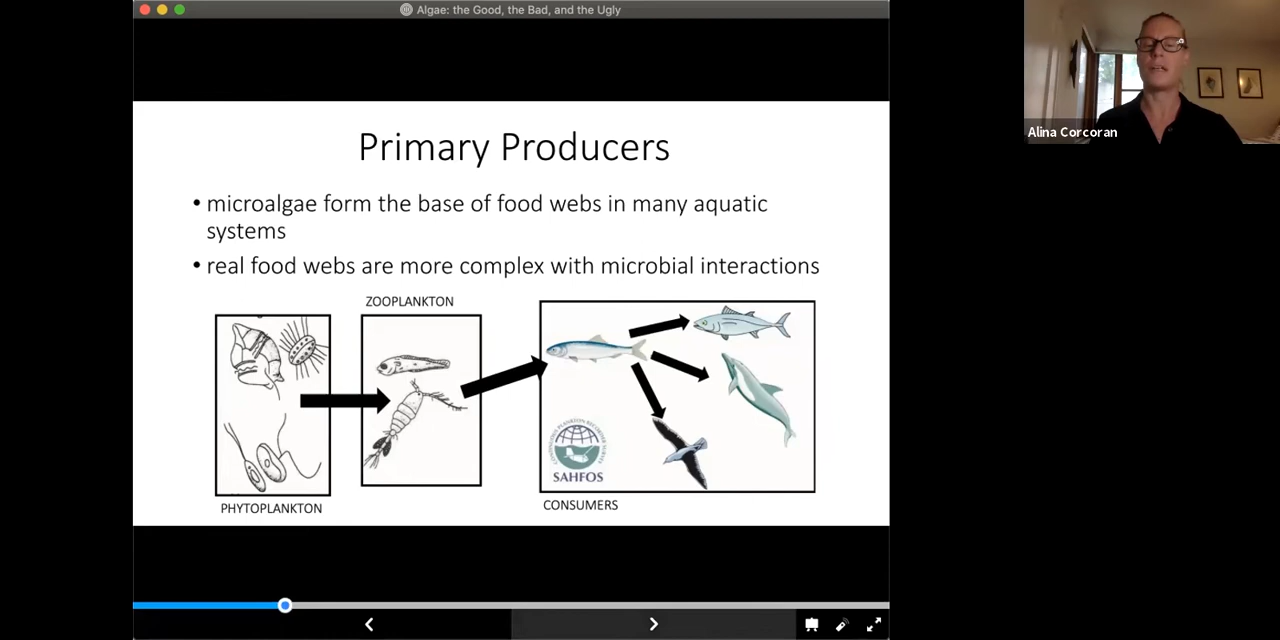 Algae: the Good, the Bad, and the Ugly
Alina Corcoran
Primary Producers
• microalgae form the base of food webs in many aquatic
systems
• real food webs are more complex with microbial interactions
ZOOPLANKTON
SAHFOS
PHYTOPLANKTON
CONSUMERS